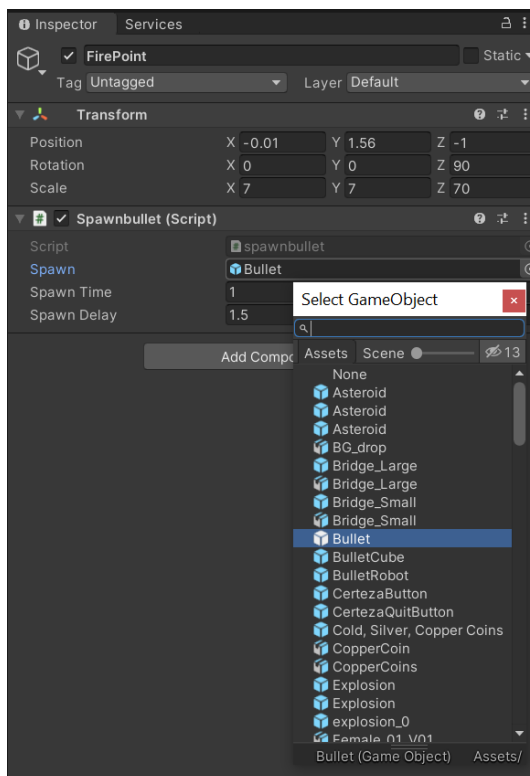 Inspector Services
FirePoint Static
Tag Untagged Layer Default
Transform
Position X -0.01 Y 1.56 Z -1
Rotation X 0 Y 0 Z 90
Scale X 7 Y 7 Z 70
# Spawnbullet (Script)
Script # spawnbullet
Spawn Bullet
Spawn Time 1
Spawn Delay 1.5
Add Compo
Select GameObject
Assets Scene 13
None
Asteroid
Asteroid
Asteroid
BG_drop
Bridge_Large
Bridge_Large
Bridge_Small
Bridge_Small
Bullet
BulletCube
BulletRobot
CertezaButton
CertezaQuitButton
Cold, Silver, Copper Coins
CopperCoin
CopperCoins
Explosion
Explosion
explosion_0
Female_01_V01
Bullet (Game Object) Assets/